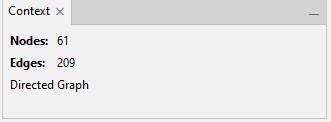 Context
Nodes: 61
Edges: 209
Directed Graph